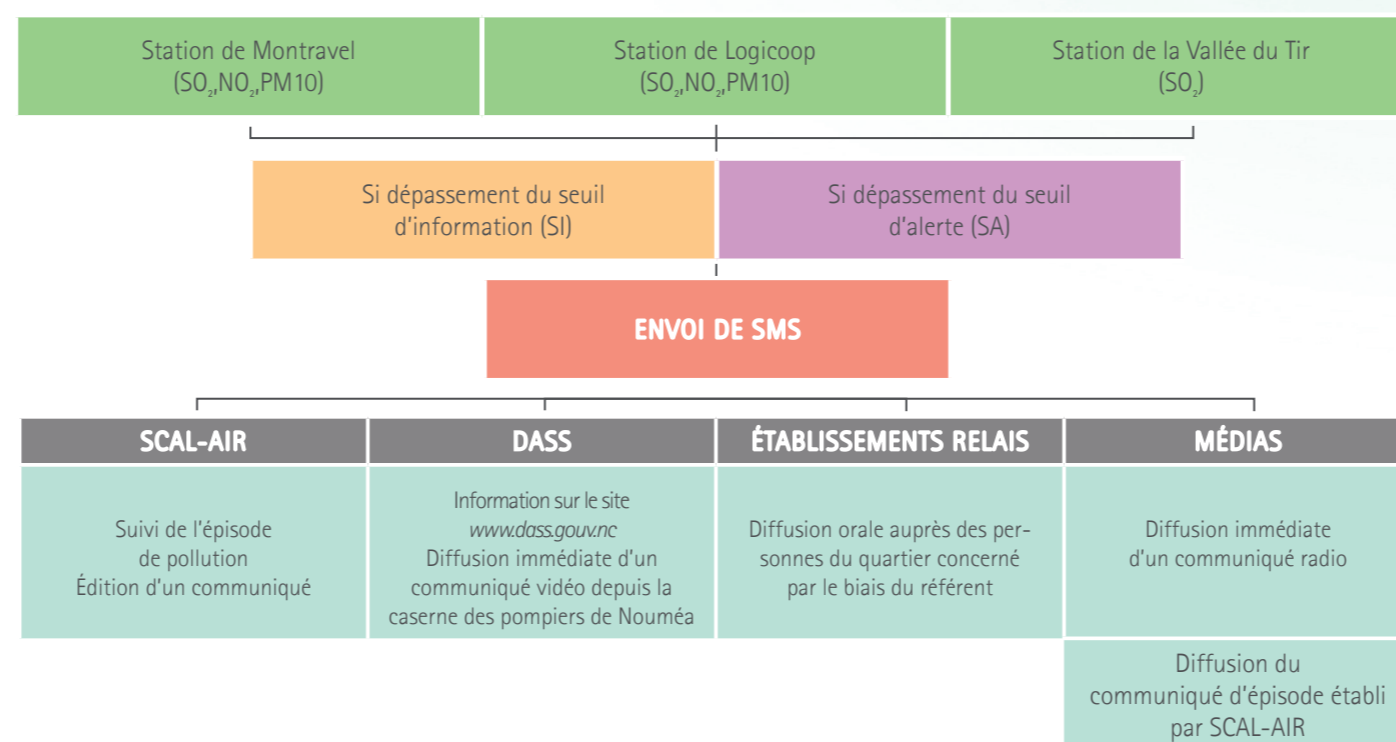 Station de Montravel
(SO₂,NO₂,PM10)
Station de Logicoop
(SO₂,NO₂,PM10)
Station de la Vallée du Tir
(SO₂)
Si dépassement du seuil
d'information (SI)
Si dépassement du seuil
d'alerte (SA)
ENVOI DE SMS
SCAL-AIR
Suivi de l'épisode
de pollution
Édition d'un communiqué
DASS
Information sur le site
www.dass.gouv.nc
Diffusion immédiate d'un
communiqué vidéo depuis la
caserne des pompiers de Nouméa
ÉTABLISSEMENTS RELAIS
Diffusion orale auprès des per-
sonnes du quartier concerné
par le biais du référent
MÉDIAS
Diffusion immédiate
d'un communiqué radio
Diffusion du
communiqué d'épisode établi
par SCAL-AIR